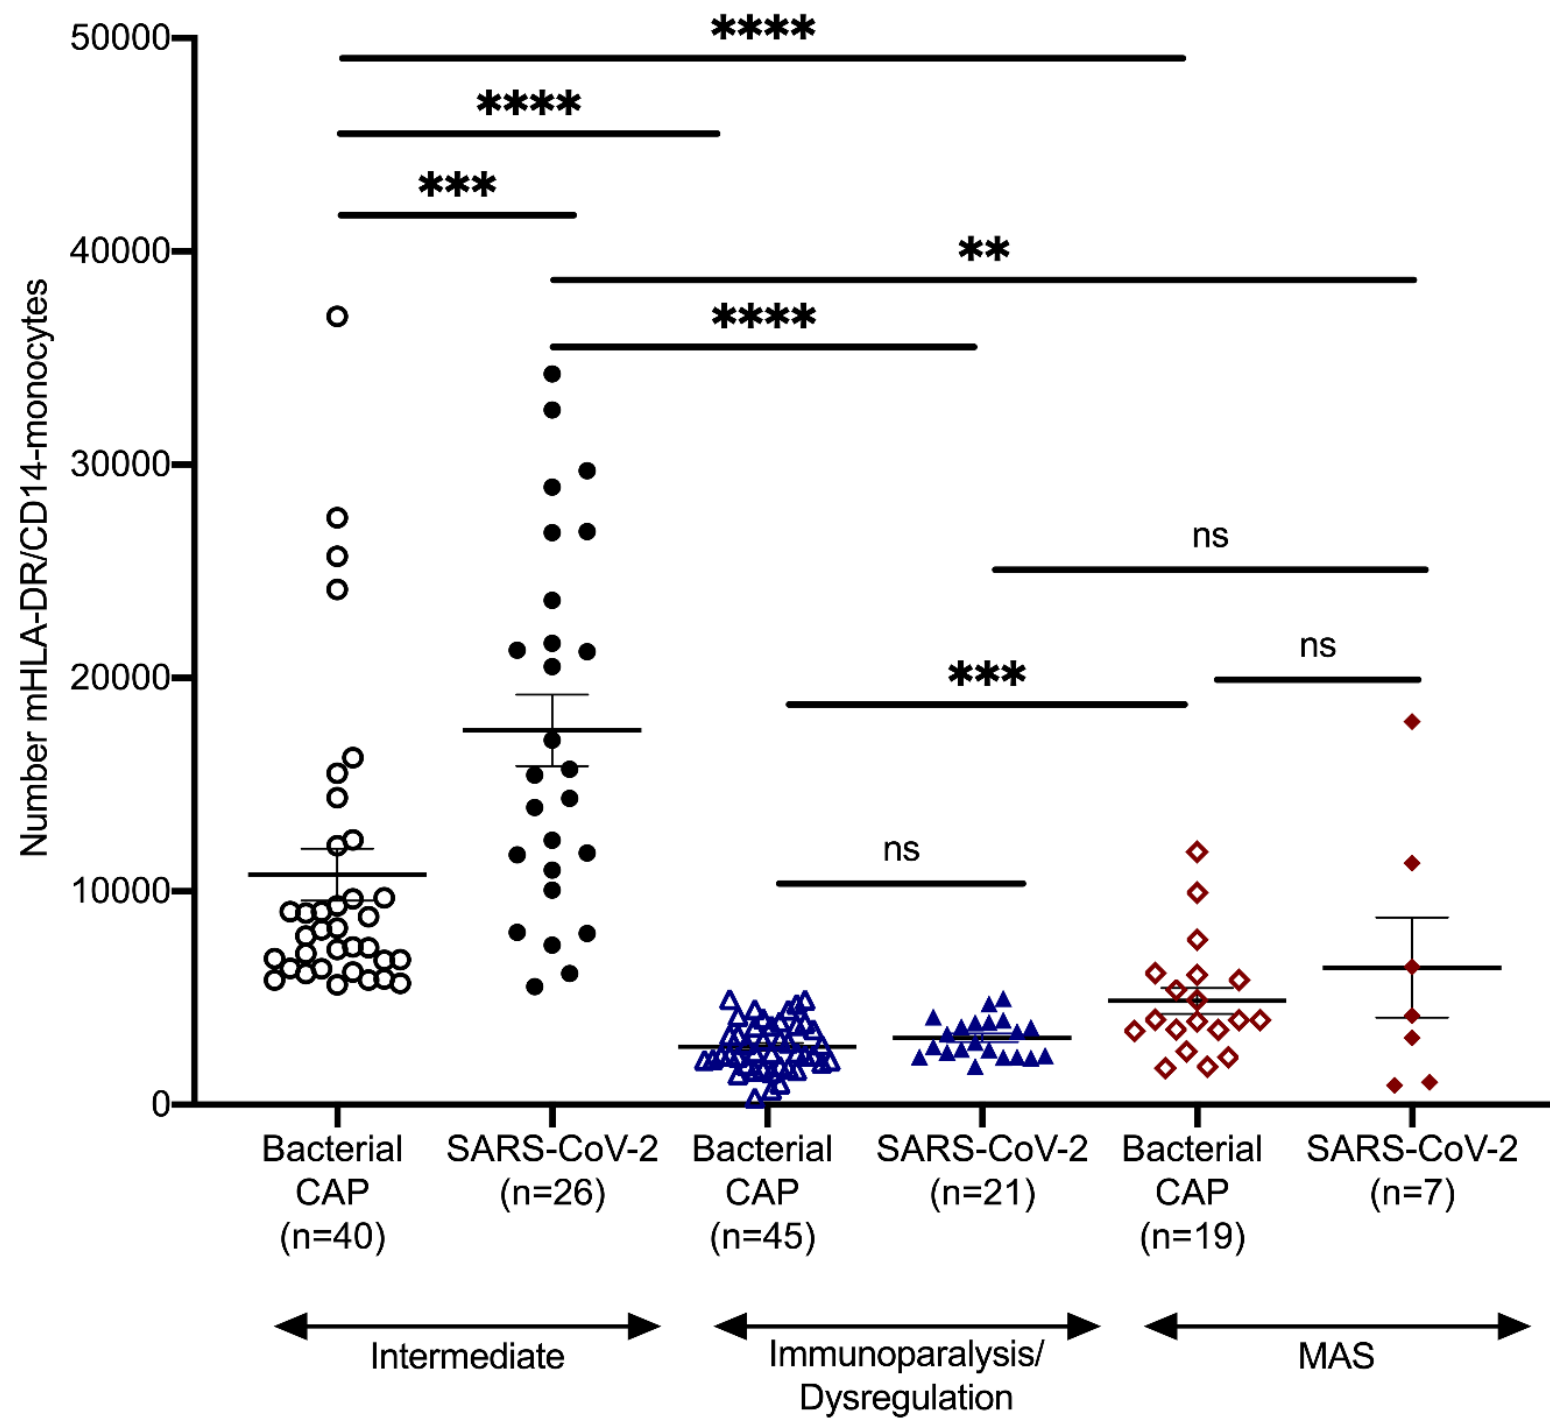 Number mHLA-DR/CD14-monocytes
50000
40000
30000
20000
10000
0
****
****
***
**
****
ns
ns
***
ns
Bacterial
CAP
(n=40)
SARS-CoV-2
(n=26)
Bacterial
CAP
(n=45)
SARS-CoV-2
(n=21)
Bacterial
CAP
(n=19)
SARS-CoV-2
(n=7)
Intermediate
Immunoparalysis/
Dysregulation
MAS